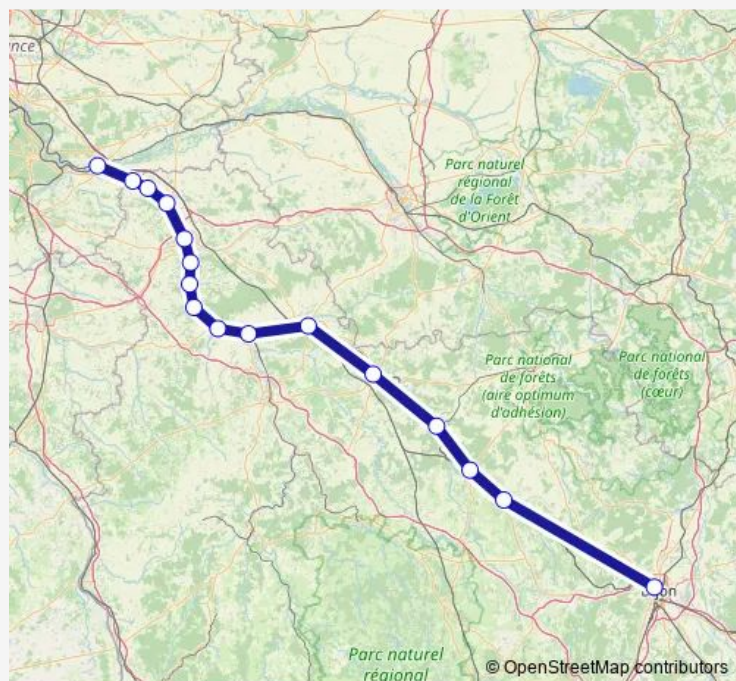 nce
Parc naturel
régional
de la Forêt
d'Orient
Parc national
de forêts
(aire optimum
d'adhésion)
Parc national
de forêts
(cœur)
Parc naturel
régional
© OpenStreetMap contributors